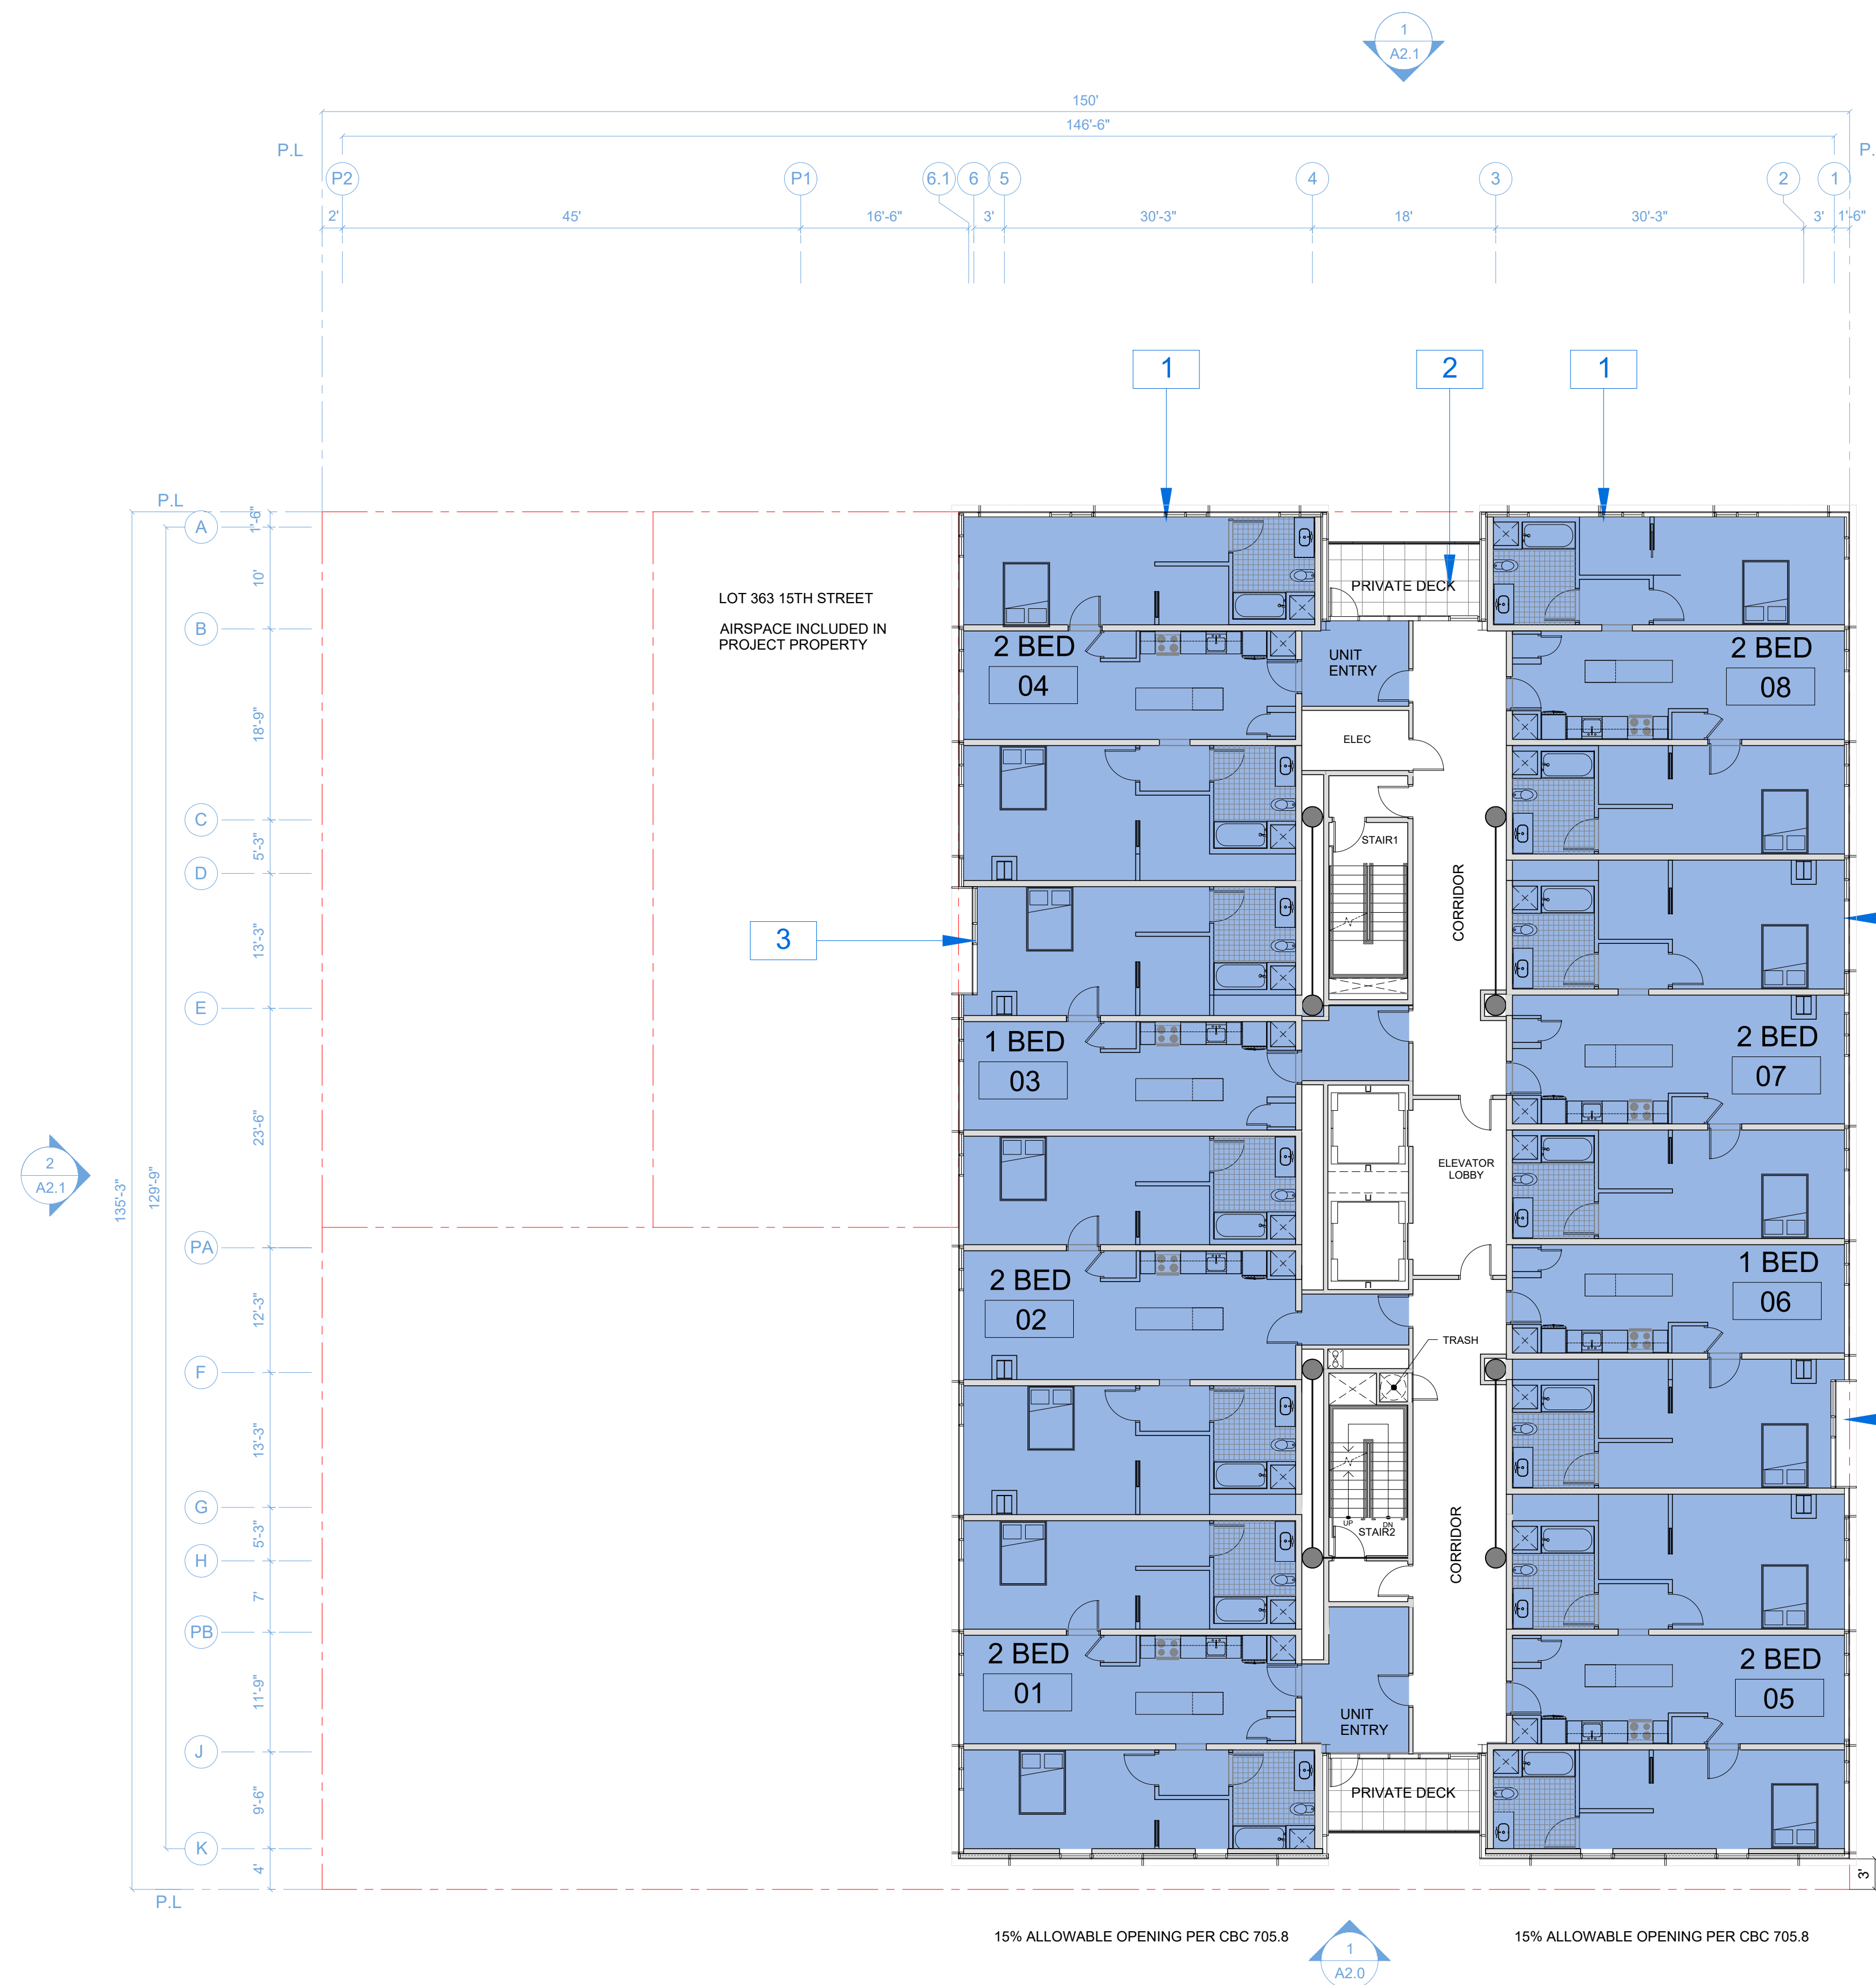 1
A2.1
150'
146'-6"
P.L
P.
P2
P1
6.1
6
5
4
3
2
1
2'
45'
16'-6"
3'
30'-3"
18'
30'-3"
3'
1'-6"
1
2
1
P.L
A
1'-6"
10'
B
18'-9"
C
5'-3"
D
13'-3"
E
23'-6"
PA
12'-3"
F
13'-3"
G
5'-3"
H
7'
PB
11'-9"
J
9'-6"
K
4'
P.L
135'-3"
129'-9"
2
A2.1
LOT 363 15TH STREET
AIRSPACE INCLUDED IN
PROJECT PROPERTY
3
PRIVATE DECK
2 BED
04
UNIT
ENTRY
2 BED
08
ELEC
STAIR1
CORRIDOR
1 BED
03
2 BED
07
ELEVATOR
LOBBY
2 BED
02
1 BED
06
TRASH
UP
DN
STAIR2
CORRIDOR
2 BED
01
UNIT
ENTRY
2 BED
05
PRIVATE DECK
3'
15% ALLOWABLE OPENING PER CBC 705.8
15% ALLOWABLE OPENING PER CBC 705.8
1
A2.0